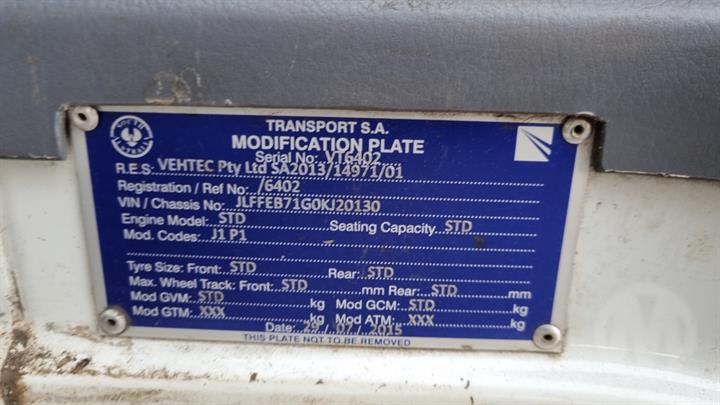 TRANSPORT S.A.
MODIFICATION PLATE
Serial No: VT6402
R.E.S: VEHTEC Pty Ltd SA2013/14971/01
Registration / Ref No: /6402
VIN / Chassis No: JLFFEB71G0KJ20130
Engine Model: STD Seating Capacity STD
Mod. Codes: J1 P1
Tyre Size: Front: STD Rear: STD
Max. Wheel Track: Front: STD mm Rear: STD mm
Mod GVM: STD kg Mod GCM: STD kg
Mod GTM: XXX kg Mod ATM: XXX kg
Date: 29 / 07 / 2015
THIS PLATE NOT TO BE REMOVED